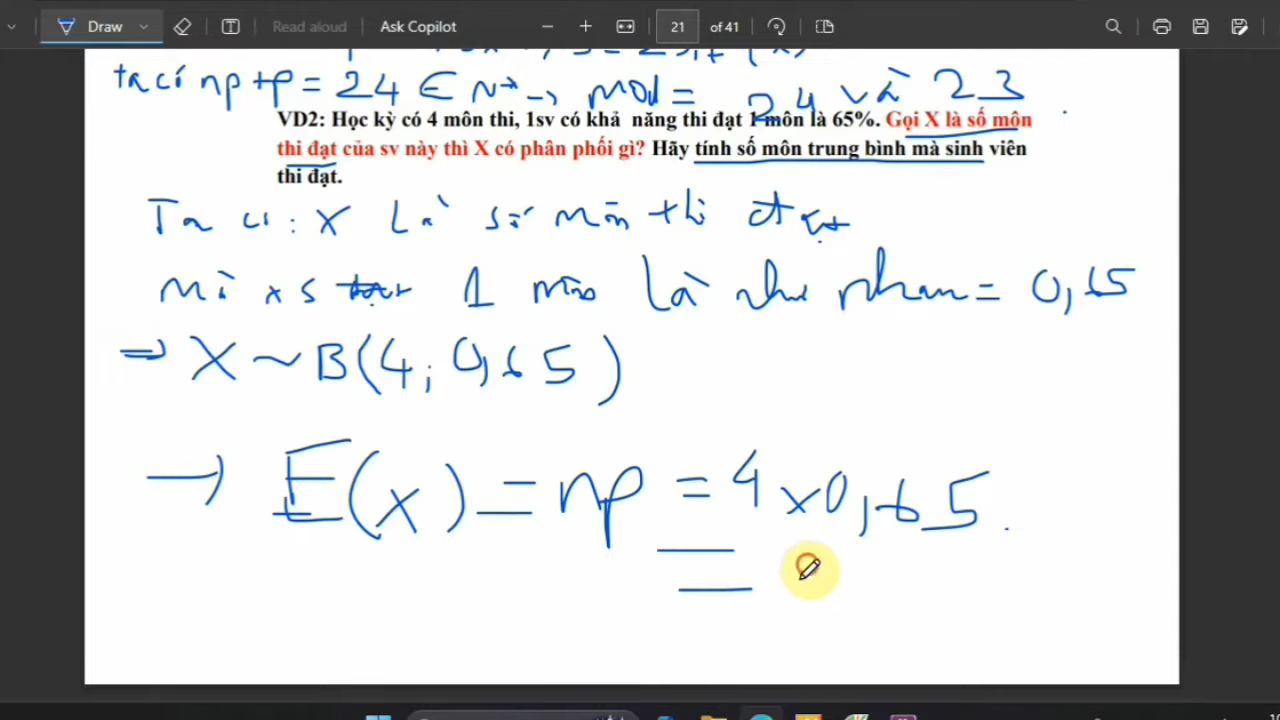 Draw
Read aloud
Ask Copilot
21 of 41
ta có np+p = 24 ∈ N* → mod = 24 và 23
VD2: Học kỳ có 4 môn thi, 1sv có khả năng thi đạt 1 môn là 65%. Gọi X là số môn
thi đạt của sv này thì X có phân phối gì? Hãy tính số môn trung bình mà sinh viên
thi đạt.
Ta có: X Là số môn thi đạt
mà xs 1 môn là như nhau = 0,65
⇒ X ~ B(4; 0,65)
→ E(x) = np = 4 x 0,65.
=